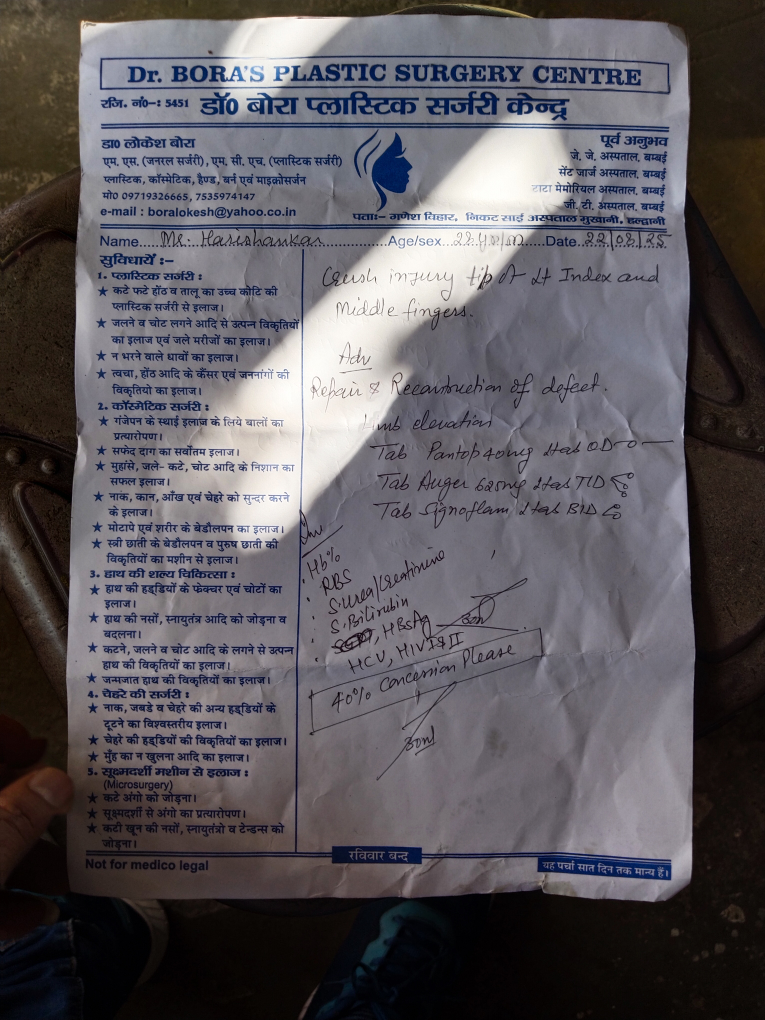 Dr. BORA'S PLASTIC SURGERY CENTRE
रजि. नं०-: 5451 डॉ0 बोरा प्लास्टिक सर्जरी केन्द्र
डा0 लोकेश बोरा
एम. एस. (जनरल सर्जरी), एम. सी. एच. (प्लास्टिक सर्जरी)
प्लास्टिक, कॉस्मेटिक, हैण्ड, बर्न एवं माइक्रोसर्जन
मो0 09719326665, 7535974147
e-mail : boralokesh@yahoo.co.in
पूर्व अनुभव
जे. जे. अस्पताल, बम्बई
सेंट जार्ज अस्पताल, बम्बई
टाटा मेमोरियल अस्पताल, बम्बई
जी. टी. अस्पताल, बम्बई
पताः- गणेश विहार, निकट साई अस्पताल मुखानी, हल्द्वानी
Name.....Mr. Harishankar.....Age/sex.....Date. 22/08/25
सुविधायें :-
1. प्लास्टिक सर्जरी :
★ कटे फटे होंठ व तालू का उच्च कोटि की
प्लास्टिक सर्जरी से इलाज।
★ जलने व चोट लगने आदि से उत्पन विकृतियों
का इलाज एवं जले मरीजों का इलाज।
★ न भरने वाले घावों का इलाज।
★ त्वचा, होंठ आदि के कैंसर एवं जननांगों की
विकृतियो का इलाज।
2. कॉस्मेटिक सर्जरी :
★ गंजेपन के स्थाई इलाज के लिये बालों का
प्रत्यारोपण।
★ सफेद दाग का सर्वोतम इलाज।
★ मुहांसे, जले- कटे, चोट आदि के निशान का
सफल इलाज।
★ नाक, कान, आँख एवं चेहरे को सुन्दर करने
के इलाज।
★ मोटापे एवं शरीर के बेडौलपन का इलाज।
★ स्त्री छाती के बेडौलपन व पुरुष छाती की
विकृतियों का मशीन से इलाज।
3. हाथ की शल्य चिकित्सा :
★ हाथ की हड्डियों के फेक्चर एवं चोटों का
इलाज।
★ हाथ की नसों, स्नायुतंत्र आदि को जोड़ना व
बदलना।
★ कटने, जलने व चोट आदि के लगने से उत्पन
हाथ की विकृतियों का इलाज।
★ जन्मजात हाथ की विकृतियों का इलाज।
4. चेहरे की सर्जरी :
★ नाक, जबडे व चेहरे की अन्य हड्डियों के
टूटने का विश्वस्तरीय इलाज।
★ चेहरे की हड्डियों की विकृतियों का इलाज।
★ मुँह का न खुलना आदि का इलाज।
5. सूक्ष्मदर्शी मशीन से इलाज :
(Microsurgery)
★ कटे अंगो को जोड़ना।
★ सूक्ष्मदर्शी से अंगो का प्रत्यारोपण।
★ कटी खून की नसों, स्नायुतंत्रो व टेन्डन्स को
जोड़ना।
Crush injury tip of Lt Index and
Middle fingers.
Adv
Repair & Reconstruction of defect.
Limb elevation
Tab Pantop 40mg 1tab OD
Tab Auger 625mg 1tab TID
Tab Signoflam 1tab BID
Inv
Hb%
RBS
S.Urea/Creatinine
S.Bilirubin
HBsAg
HCV, HIV I & II
40% Concession Please
Not for medico legal
रविवार बन्द
यह पर्चा सात दिन तक मान्य है।